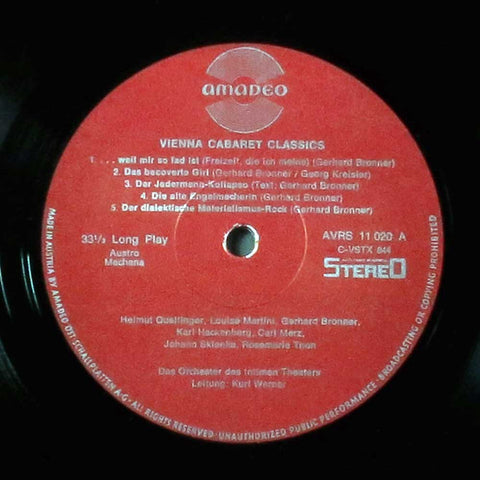 amadeo
VIENNA CABARET CLASSICS
1. . . . weil mir so fad ist (Freizeit, die ich meine) (Gerhard Bronner)
2. Das becoverte Girl (Gerhard Bronner / Georg Kreisler)
3. Der Jedermann-Kollapso (Text: Gerhard Bronner)
4. Die alte Engelmacherin (Gerhard Bronner)
5. Der dialektische Materialismus-Rock (Gerhard Bronner)
33⅓ Long Play
Austro
Mechana
AVRS 11 020 A
C-VSTX 844
STEREO
Helmut Qualtinger, Louise Martini, Gerhard Bronner,
Karl Hackenberg, Carl Merz,
Johann Sklenka, Rosemarie Thon
Das Orchester des Intimen Theaters
Leitung: Kurt Werner
MADE IN AUSTRIA BY AMADEO ÖST. SCHALLPLATTEN A.G. · ALL RIGHTS RESERVED · UNAUTHORIZED PUBLIC PERFORMANCE · BROADCASTING OR COPYING PROHIBITED